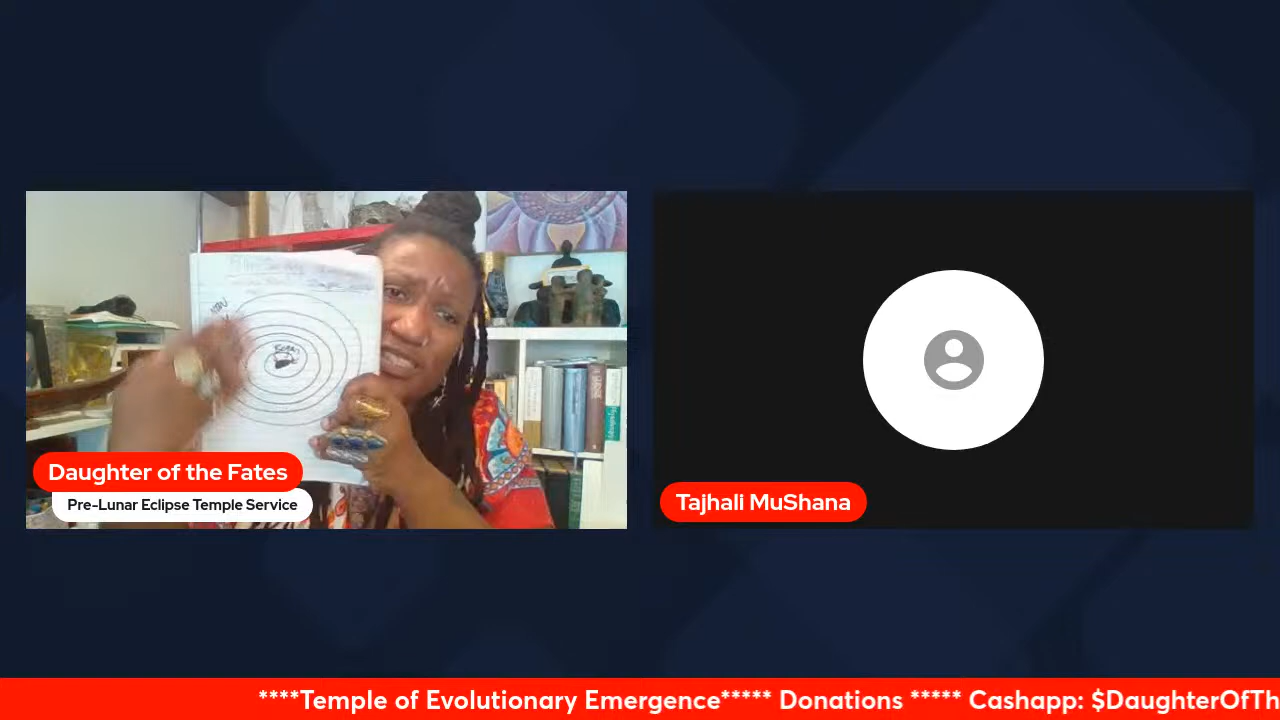 Daughter of the Fates
Pre-Lunar Eclipse Temple Service
Tajhali MuShana
****Temple of Evolutionary Emergence***** Donations ***** Cashapp: $DaughterOfTh